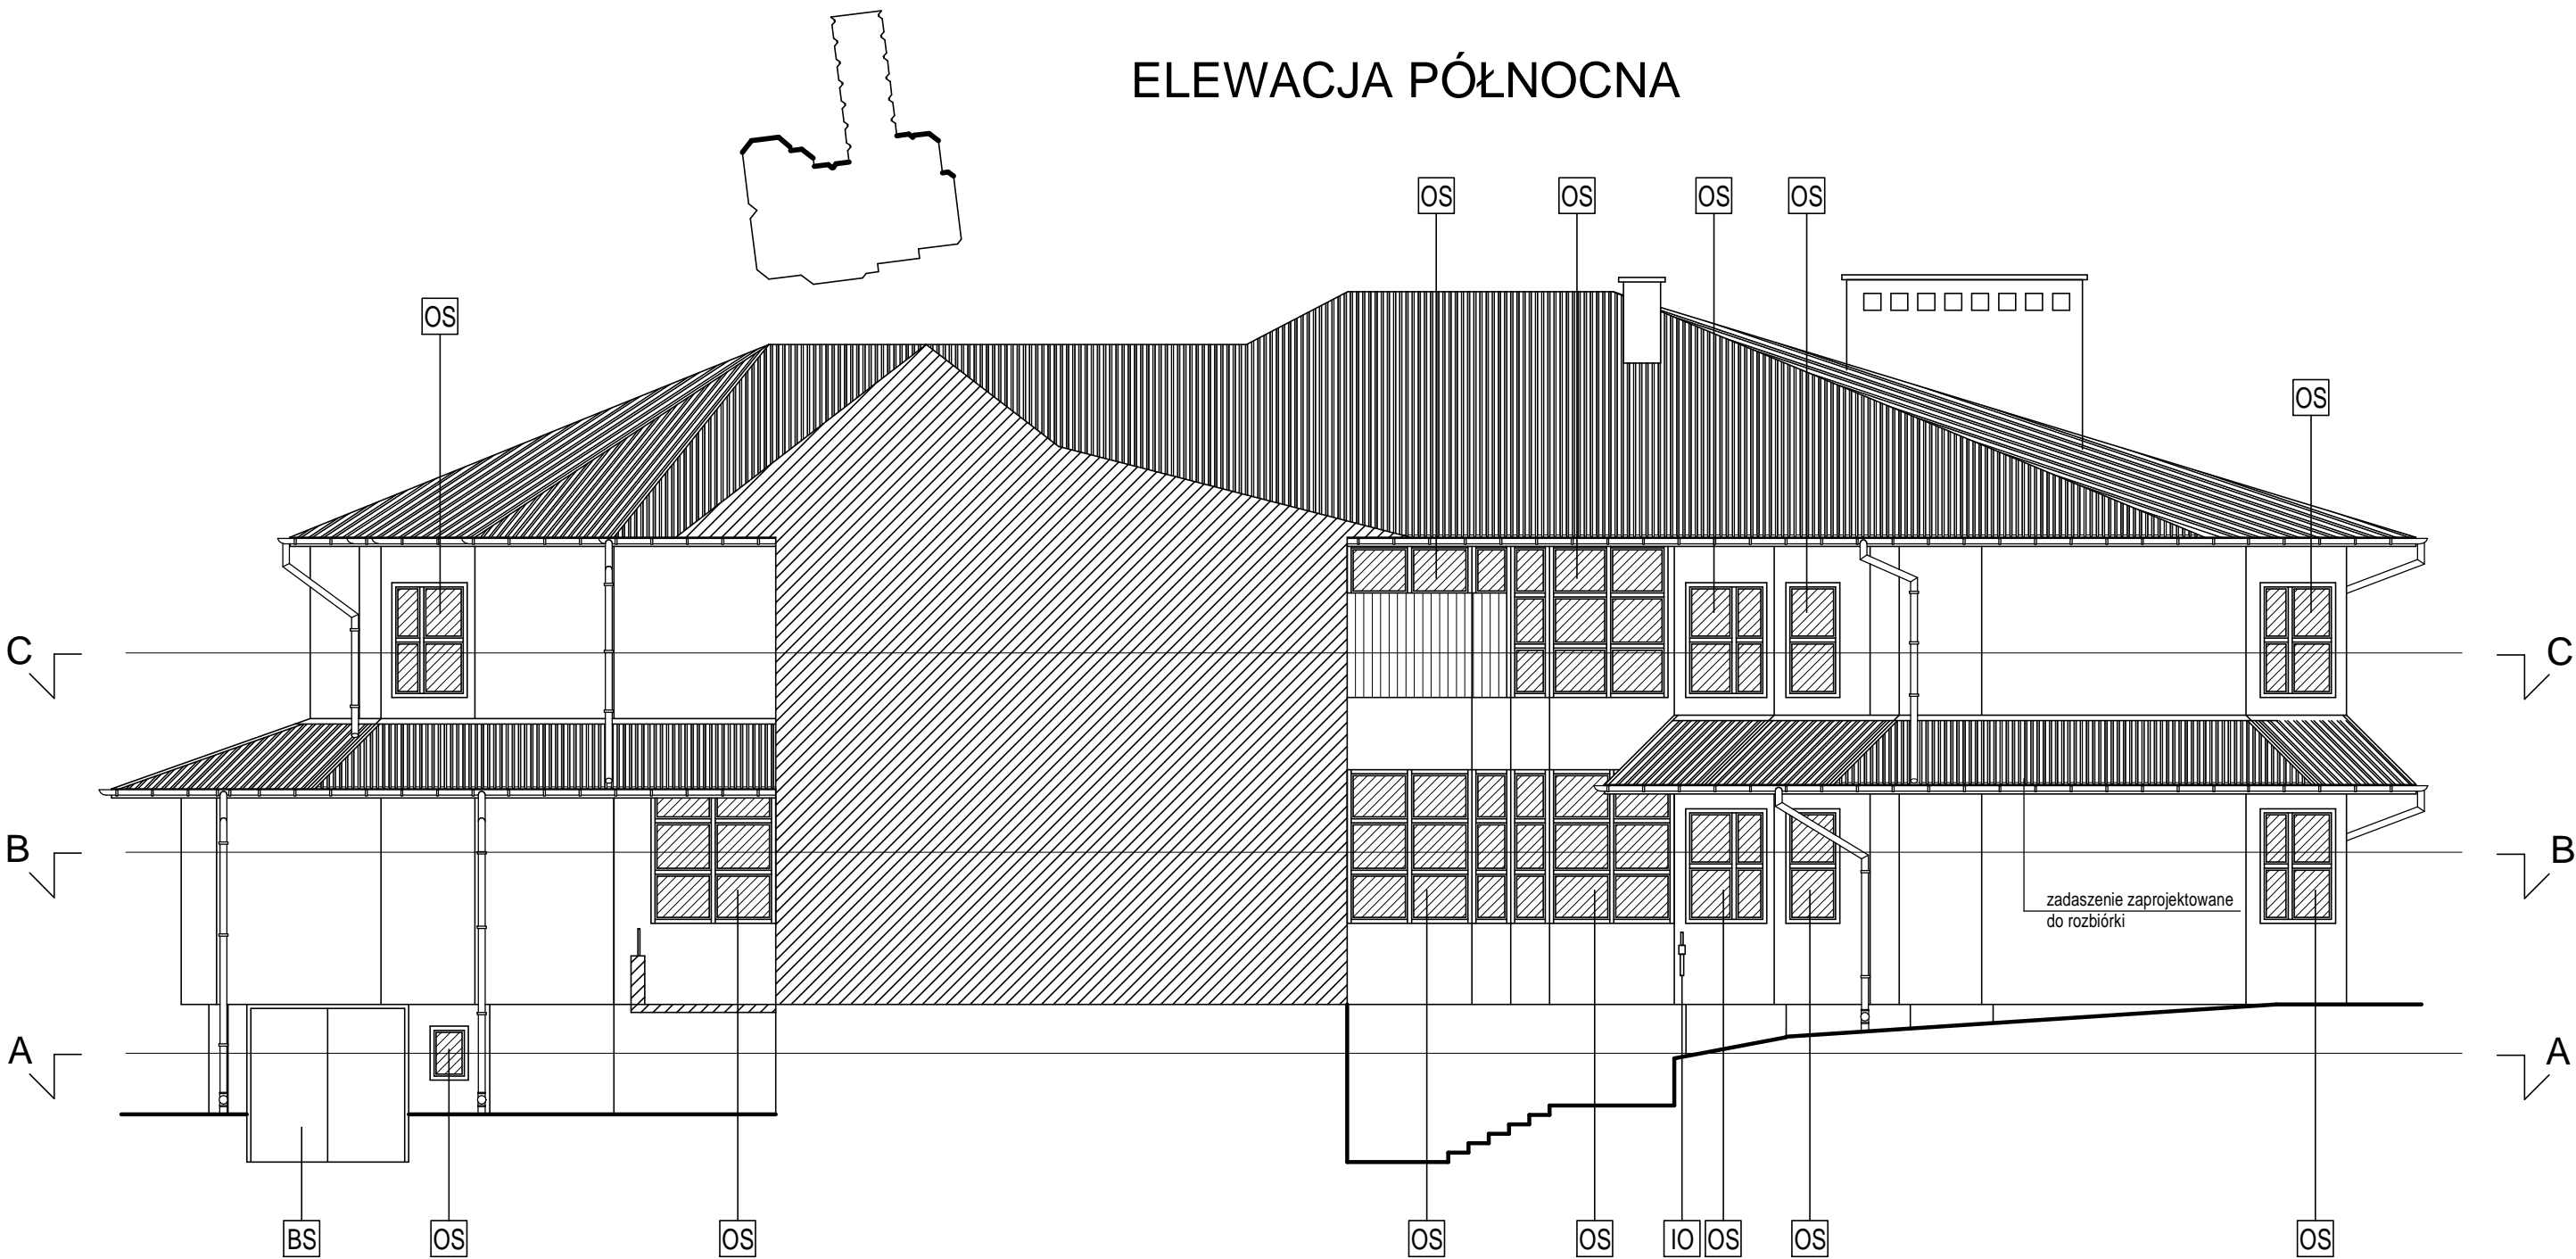 ELEWACJA PÓŁNOCNA
OS OS OS OS
OS
OS
C C
B B
zadaszenie zaprojektowane
do rozbiórki
A A
BS OS OS OS OS IO OS OS OS